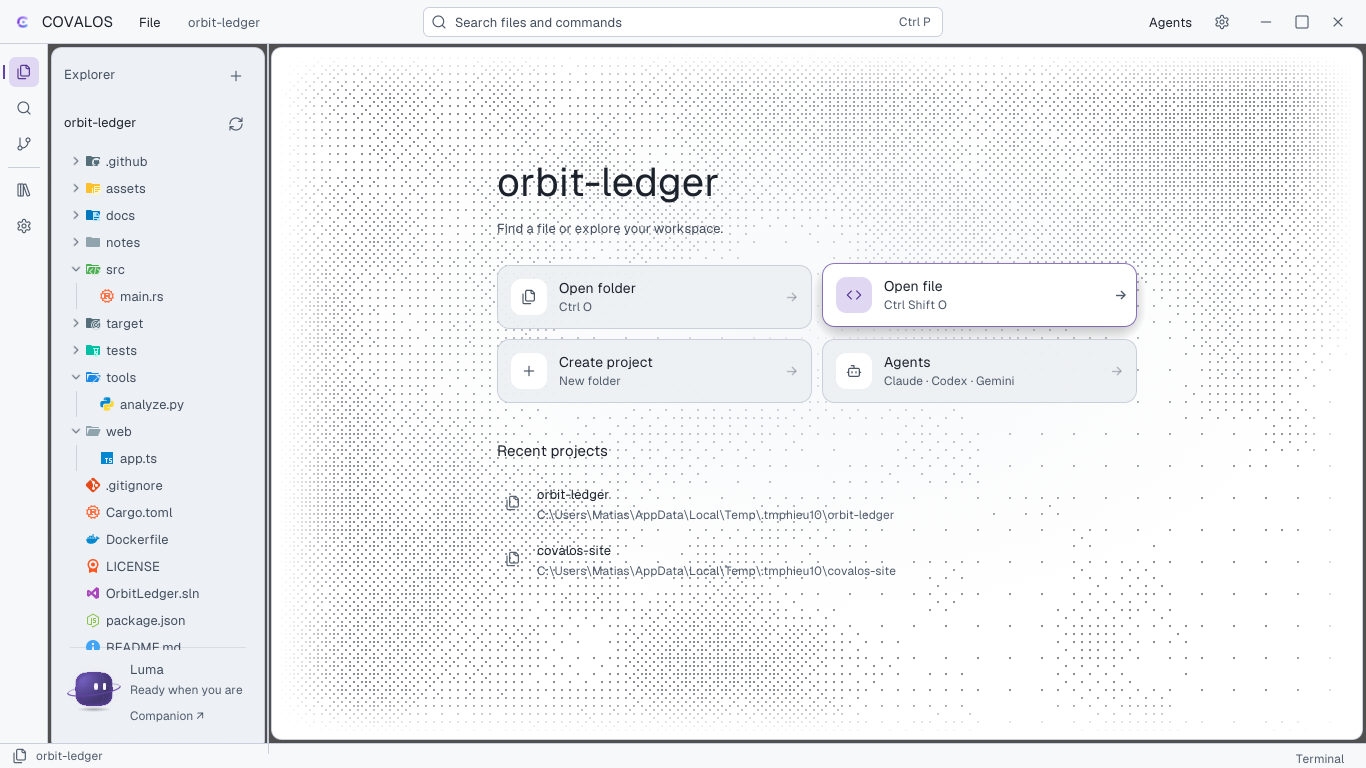 COVALOS File orbit-ledger Search files and commands Ctrl P Agents
Explorer
orbit-ledger
.github
assets
docs
notes
src
main.rs
target
tests
tools
analyze.py
web
app.ts
.gitignore
Cargo.toml
Dockerfile
LICENSE
OrbitLedger.sln
package.json
README.md
Luma
Ready when you are
Companion ↗
orbit-ledger
Find a file or explore your workspace.
Open folder
Ctrl O
Open file
Ctrl Shift O
Create project
New folder
Agents
Claude · Codex · Gemini
Recent projects
orbit-ledger
C:\Users\Matias\AppData\Local\Temp\.tmphieu10\orbit-ledger
covalos-site
C:\Users\Matias\AppData\Local\Temp\.tmphieu10\covalos-site
orbit-ledger
Terminal